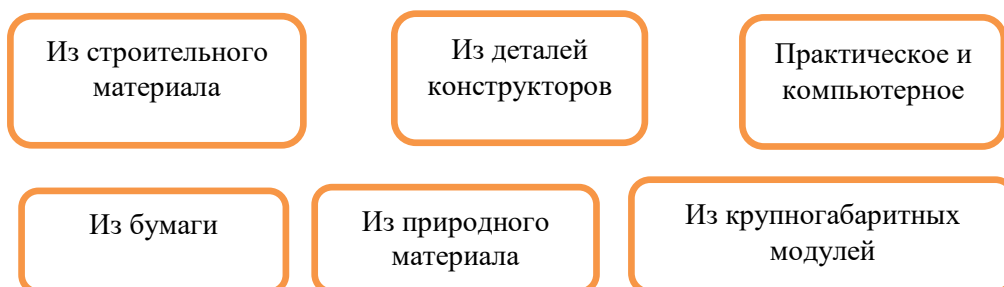 Из строительного
материала
Из деталей
конструкторов
Практическое и
компьютерное
Из бумаги
Из природного
материала
Из крупногабаритных
модулей